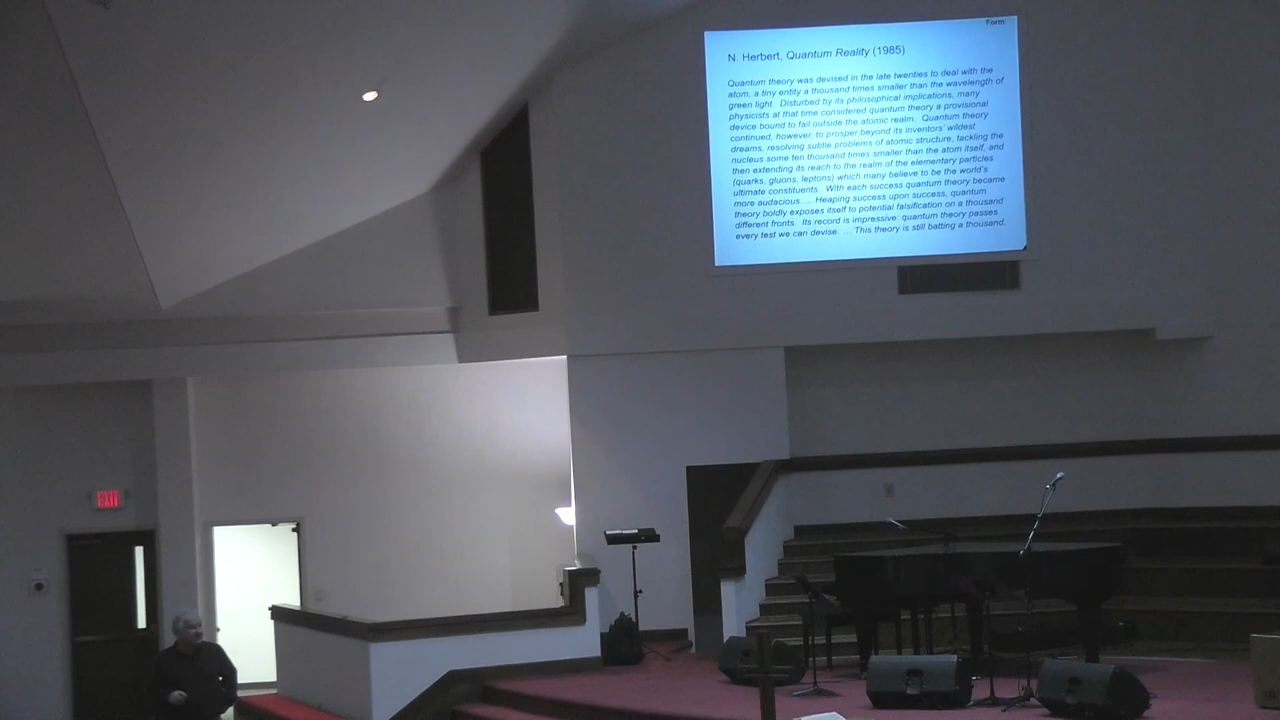 Form
N. Herbert, Quantum Reality (1985)
Quantum theory was devised in the late twenties to deal with the
atom, a tiny entity a thousand times smaller than the wavelength of
green light. Disturbed by its philosophical implications, many
physicists at that time considered quantum theory a provisional
device bound to fail outside the atomic realm. Quantum theory
continued, however, to prosper beyond its inventors' wildest
dreams, resolving subtle problems of atomic structure, tackling the
nucleus some ten thousand times smaller than the atom itself, and
then extending its reach to the realm of the elementary particles
(quarks, gluons, leptons) which many believe to be the world's
ultimate constituents. With each success quantum theory became
more audacious. ... Heaping success upon success, quantum
theory boldly exposes itself to potential falsification on a thousand
different fronts. Its record is impressive: quantum theory passes
every test we can devise. ... This theory is still batting a thousand.
EXIT